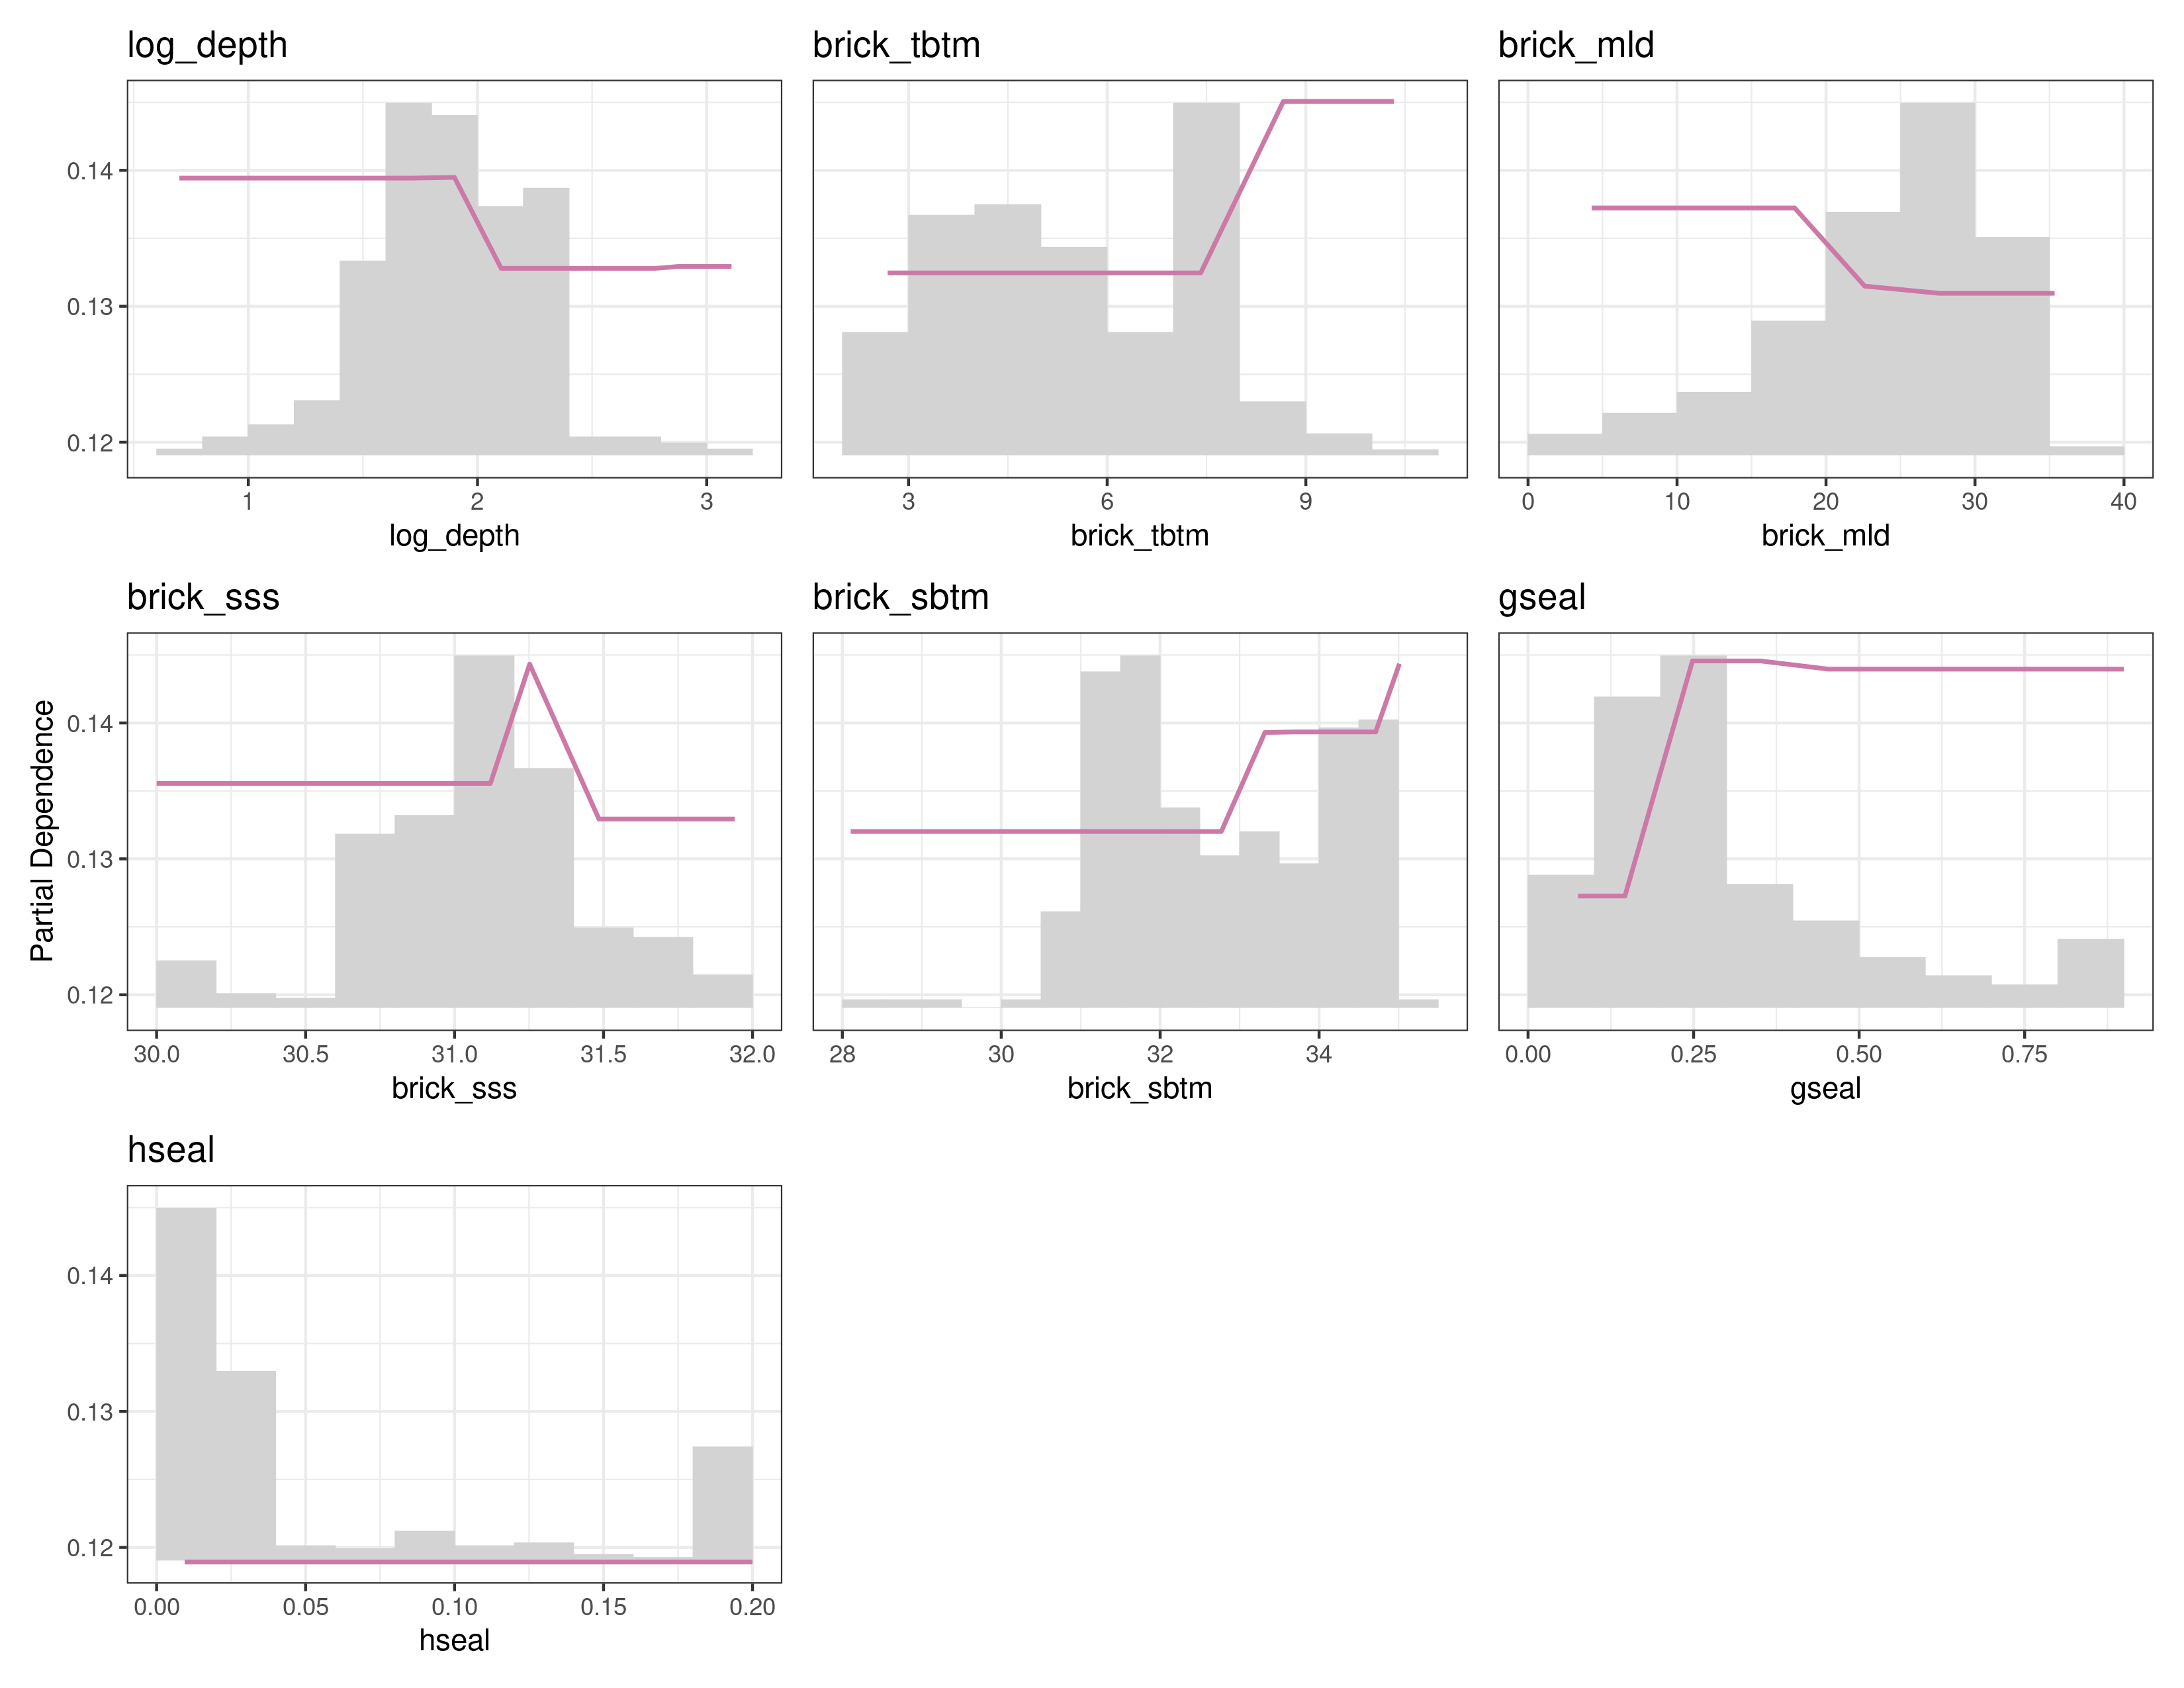 log_depth
brick_tbtm
brick_mld
0.14
0.13
0.12
1 2 3
3 6 9
0 10 20 30 40
log_depth
brick_tbtm
brick_mld
brick_sss
brick_sbtm
gseal
Partial Dependence
0.14
0.13
0.12
30.0 30.5 31.0 31.5 32.0
28 30 32 34
0.00 0.25 0.50 0.75
brick_sss
brick_sbtm
gseal
hseal
0.14
0.13
0.12
0.00 0.05 0.10 0.15 0.20
hseal